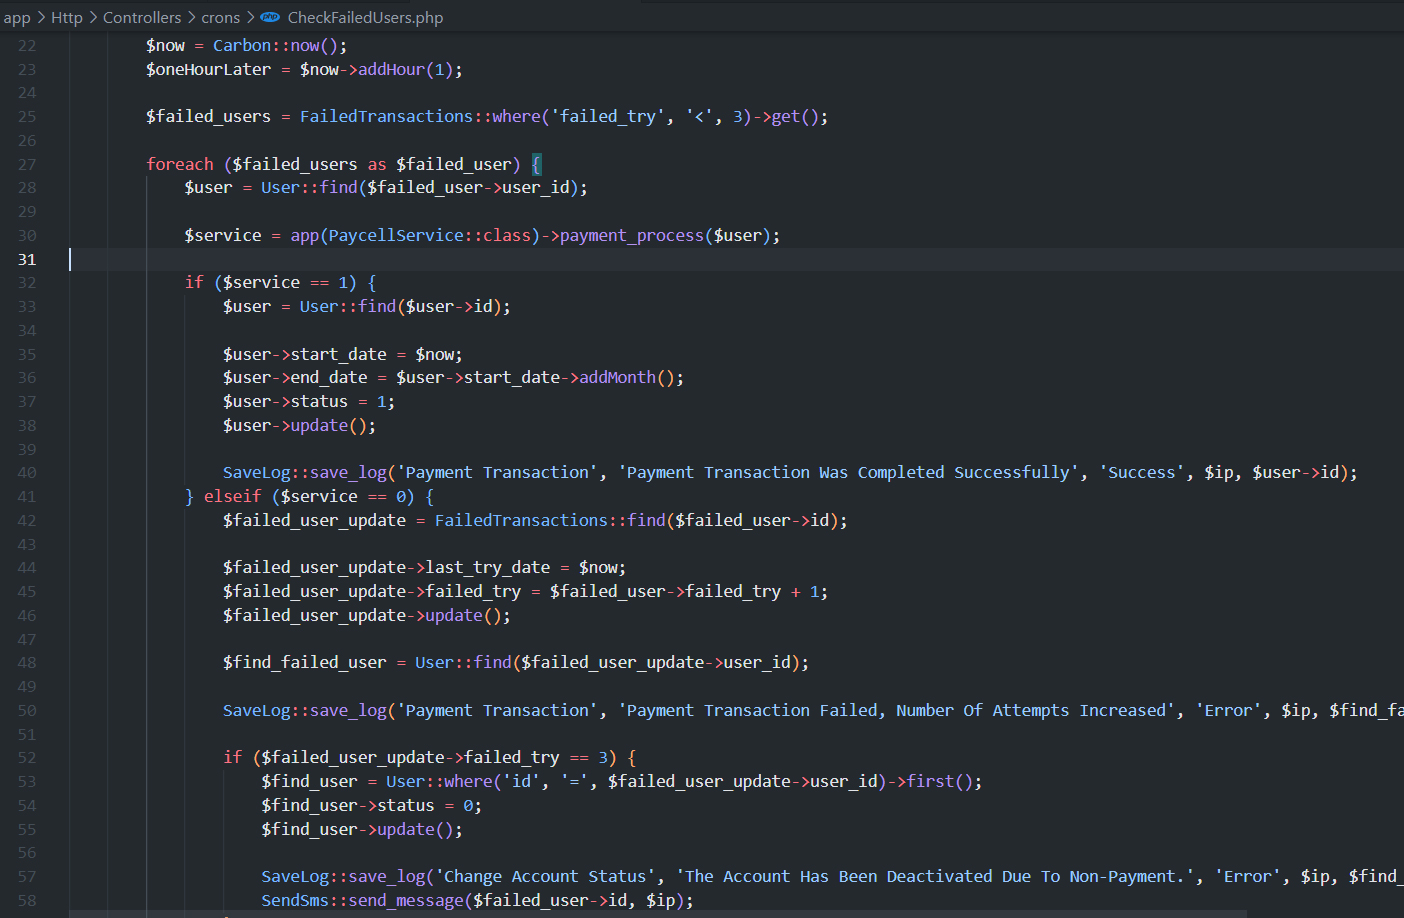 app > Http > Controllers > crons > php CheckFailedUsers.php
22 $now = Carbon::now();
23 $oneHourLater = $now->addHour(1);
24
25 $failed_users = FailedTransactions::where('failed_try', '<', 3)->get();
26
27 foreach ($failed_users as $failed_user) {
28 $user = User::find($failed_user->user_id);
29
30 $service = app(PaycellService::class)->payment_process($user);
31
32 if ($service == 1) {
33 $user = User::find($user->id);
34
35 $user->start_date = $now;
36 $user->end_date = $user->start_date->addMonth();
37 $user->status = 1;
38 $user->update();
39
40 SaveLog::save_log('Payment Transaction', 'Payment Transaction Was Completed Successfully', 'Success', $ip, $user->id);
41 } elseif ($service == 0) {
42 $failed_user_update = FailedTransactions::find($failed_user->id);
43
44 $failed_user_update->last_try_date = $now;
45 $failed_user_update->failed_try = $failed_user->failed_try + 1;
46 $failed_user_update->update();
47
48 $find_failed_user = User::find($failed_user_update->user_id);
49
50 SaveLog::save_log('Payment Transaction', 'Payment Transaction Failed, Number Of Attempts Increased', 'Error', $ip, $find_fa
51
52 if ($failed_user_update->failed_try == 3) {
53 $find_user = User::where('id', '=', $failed_user_update->user_id)->first();
54 $find_user->status = 0;
55 $find_user->update();
56
57 SaveLog::save_log('Change Account Status', 'The Account Has Been Deactivated Due To Non-Payment.', 'Error', $ip, $find_
58 SendSms::send_message($failed_user->id, $ip);